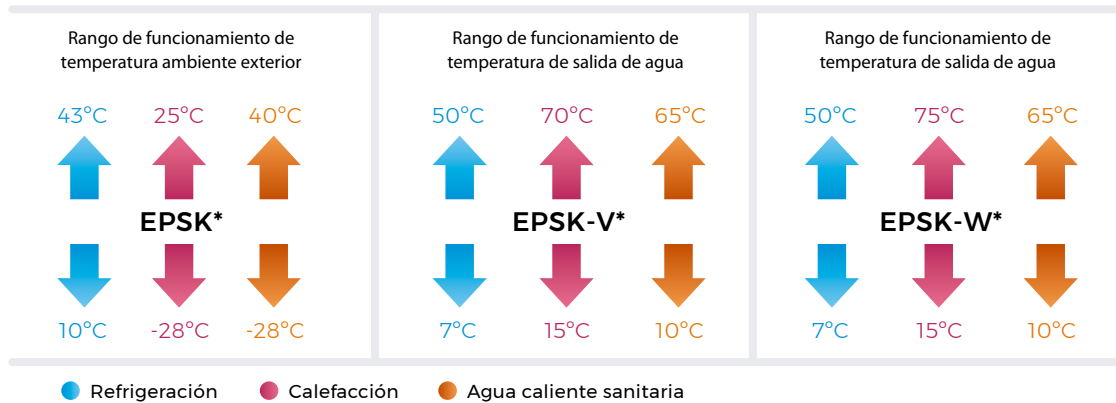 Rango de funcionamiento de
temperatura ambiente exterior
43°C 25°C 40°C
EPSK*
10°C -28°C -28°C
Rango de funcionamiento de
temperatura de salida de agua
50°C 70°C 65°C
EPSK-V*
7°C 15°C 10°C
Rango de funcionamiento de
temperatura de salida de agua
50°C 75°C 65°C
EPSK-W*
7°C 15°C 10°C
Refrigeración Calefacción Agua caliente sanitaria